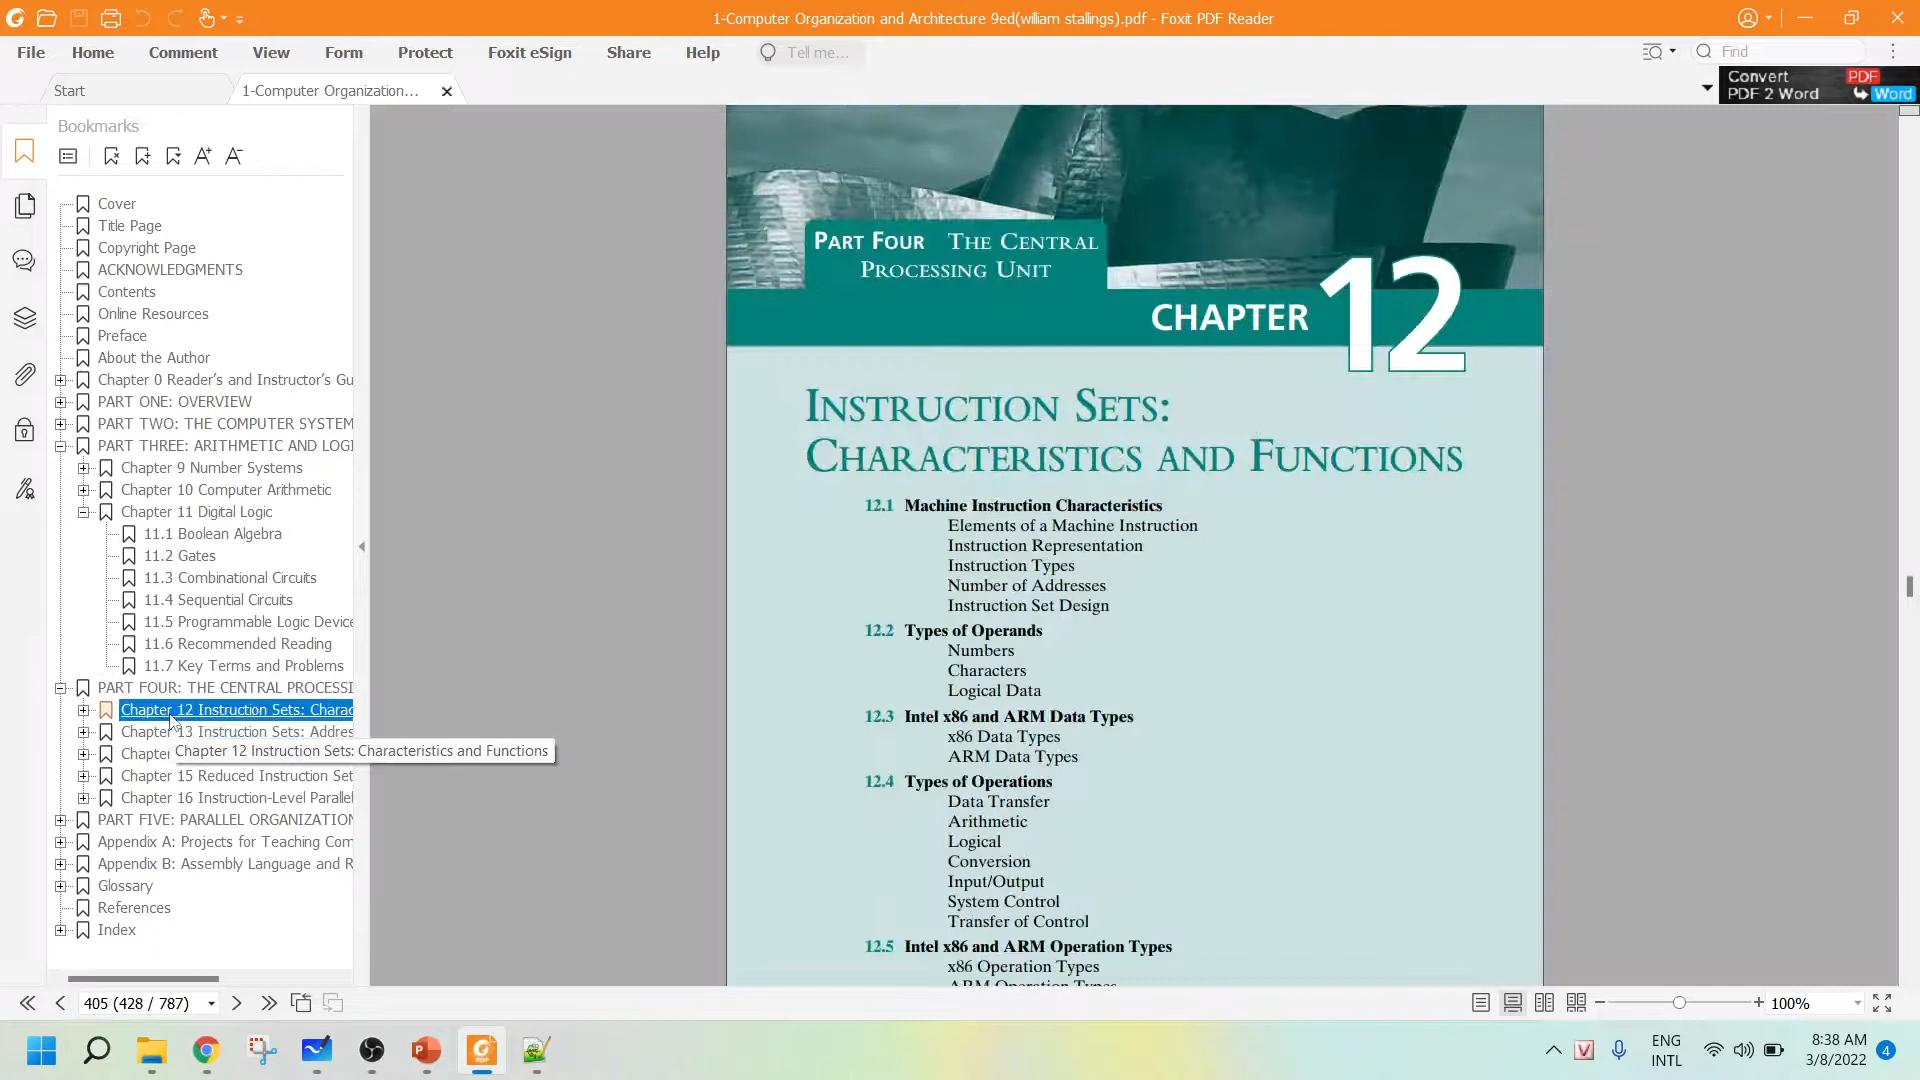 1-Computer Organization and Architecture 9ed(william stallings).pdf - Foxit PDF Reader
File Home Comment View Form Protect Foxit eSign Share Help Tell me... Find
Start 1-Computer Organization...
Convert PDF
PDF 2 Word Word
Bookmarks
Cover
Title Page
Copyright Page
ACKNOWLEDGMENTS
Contents
Online Resources
Preface
About the Author
Chapter 0 Reader's and Instructor's Gu
PART ONE: OVERVIEW
PART TWO: THE COMPUTER SYSTEM
PART THREE: ARITHMETIC AND LOGI
Chapter 9 Number Systems
Chapter 10 Computer Arithmetic
Chapter 11 Digital Logic
11.1 Boolean Algebra
11.2 Gates
11.3 Combinational Circuits
11.4 Sequential Circuits
11.5 Programmable Logic Device
11.6 Recommended Reading
11.7 Key Terms and Problems
PART FOUR: THE CENTRAL PROCESSI
Chapter 12 Instruction Sets: Charac
Chapter 13 Instruction Sets: Addres
Chapter 12 Instruction Sets: Characteristics and Functions
Chapter
Chapter 15 Reduced Instruction Set
Chapter 16 Instruction-Level Parallel
PART FIVE: PARALLEL ORGANIZATION
Appendix A: Projects for Teaching Com
Appendix B: Assembly Language and R
Glossary
References
Index
PART FOUR THE CENTRAL
PROCESSING UNIT
CHAPTER 12
INSTRUCTION SETS:
CHARACTERISTICS AND FUNCTIONS
12.1 Machine Instruction Characteristics
Elements of a Machine Instruction
Instruction Representation
Instruction Types
Number of Addresses
Instruction Set Design
12.2 Types of Operands
Numbers
Characters
Logical Data
12.3 Intel x86 and ARM Data Types
x86 Data Types
ARM Data Types
12.4 Types of Operations
Data Transfer
Arithmetic
Logical
Conversion
Input/Output
System Control
Transfer of Control
12.5 Intel x86 and ARM Operation Types
x86 Operation Types
ARM Operation Types
405 (428 / 787) 100%
ENG
INTL
8:38 AM
3/8/2022
4